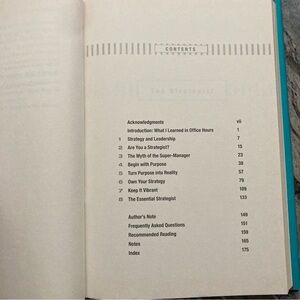 CONTENTS
Acknowledgments vii
Introduction: What I Learned in Office Hours 1
1 Strategy and Leadership 7
2 Are You a Strategist? 15
3 The Myth of the Super-Manager 23
4 Begin with Purpose 39
5 Turn Purpose into Reality 57
6 Own Your Strategy 79
7 Keep It Vibrant 109
8 The Essential Strategist 133
Author's Note 149
Frequently Asked Questions 151
Recommended Reading 159
Notes 165
Index 175